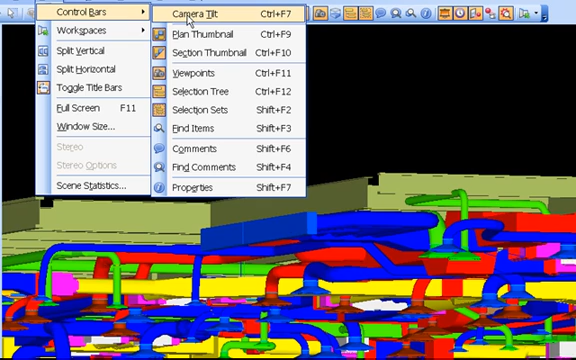 Control Bars
Workspaces
Split Vertical
Split Horizontal
Toggle Title Bars
Full Screen F11
Window Size...
Stereo
Stereo Options
Scene Statistics...
Camera Tilt Ctrl+F7
Plan Thumbnail Ctrl+F9
Section Thumbnail Ctrl+F10
Viewpoints Ctrl+F11
Selection Tree Ctrl+F12
Selection Sets Shift+F2
Find Items Shift+F3
Comments Shift+F6
Find Comments Shift+F4
Properties Shift+F7